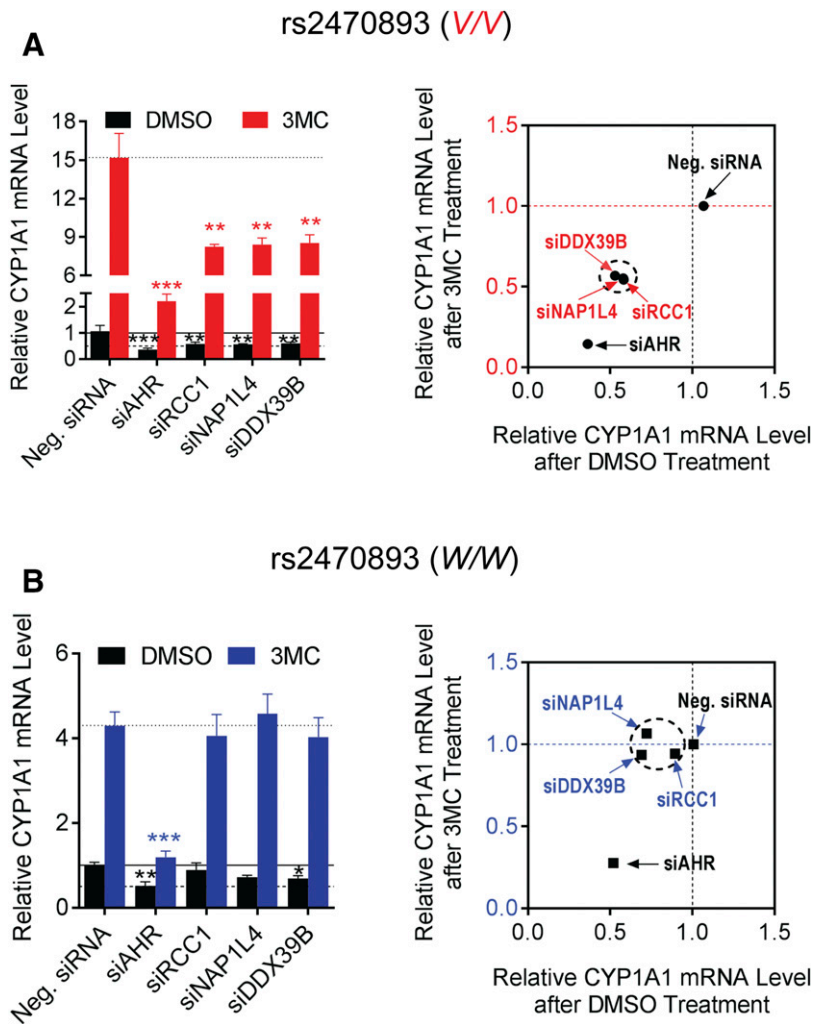 rs2470893 (V/V)
A
Relative CYP1A1 mRNA Level
DMSO 3MC
18
15
12
9
6
2
1
0
** ** **
***
*** ** ** **
Neg. siRNA
siAHR
siRCC1
siNAP1L4
siDDX39B
Relative CYP1A1 mRNA Level
after 3MC Treatment
1.5
1.0
0.5
0.0
Neg. siRNA
siDDX39B
siNAP1L4 siRCC1
siAHR
0.0 0.5 1.0 1.5
Relative CYP1A1 mRNA Level
after DMSO Treatment
rs2470893 (W/W)
B
Relative CYP1A1 mRNA Level
DMSO 3MC
6
4
2
0
***
** *
Neg. siRNA
siAHR
siRCC1
siNAP1L4
siDDX39B
Relative CYP1A1 mRNA Level
after 3MC Treatment
1.5
1.0
0.5
0.0
siNAP1L4 Neg. siRNA
siDDX39B
siRCC1
siAHR
0.0 0.5 1.0 1.5
Relative CYP1A1 mRNA Level
after DMSO Treatment